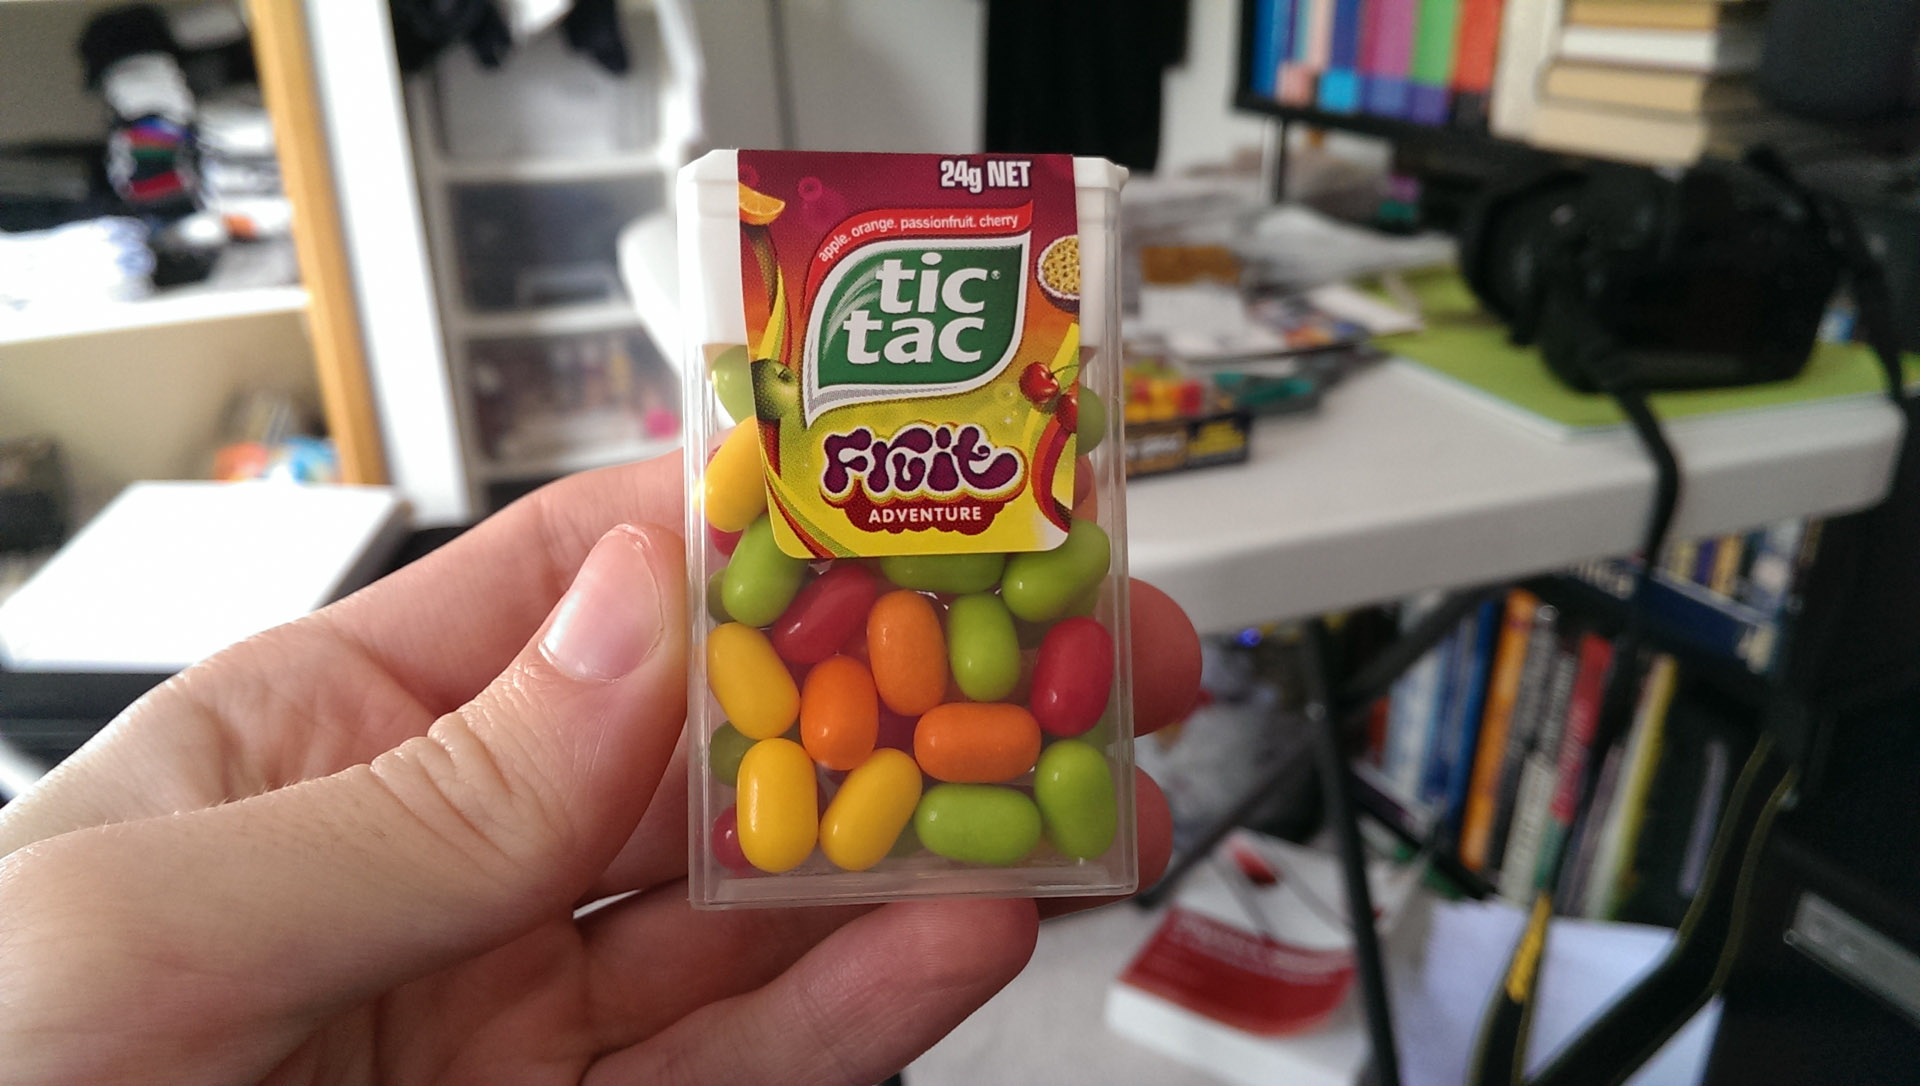 24g NET
apple. orange. passionfruit. cherry
tic
tac
Fruit
ADVENTURE